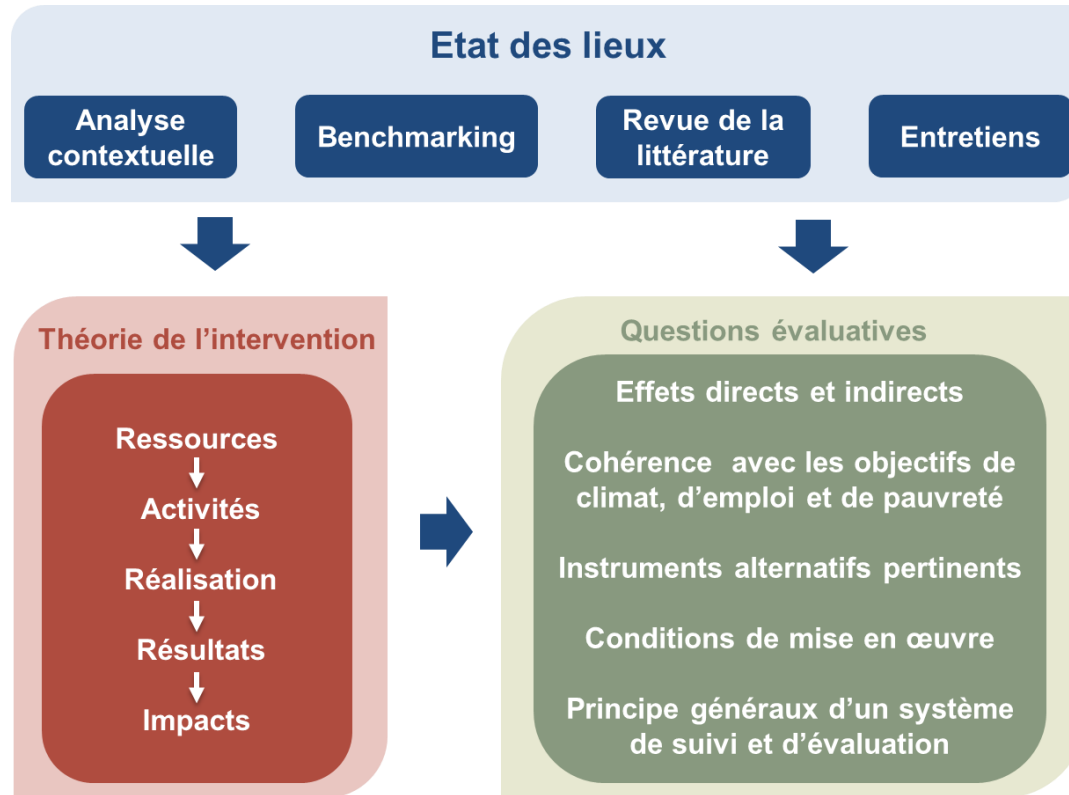 Etat des lieux
Analyse
contextuelle
Benchmarking
Revue de la
littérature
Entretiens
Théorie de l'intervention
Ressources
Activités
Réalisation
Résultats
Impacts
Questions évaluatives
Effets directs et indirects
Cohérence avec les objectifs de
climat, d'emploi et de pauvreté
Instruments alternatifs pertinents
Conditions de mise en œuvre
Principe généraux d'un système
de suivi et d'évaluation